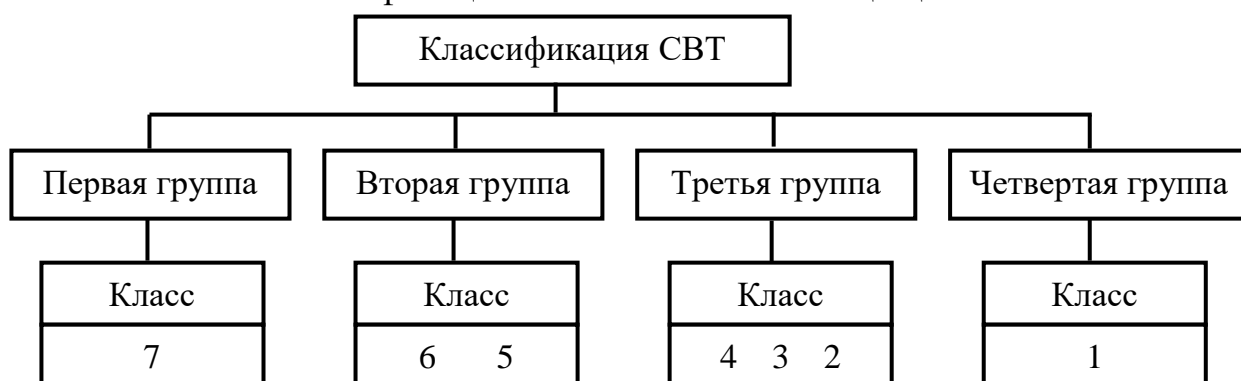 Классификация СВТ
Первая группа Вторая группа Третья группа Четвертая группа
Класс Класс Класс Класс
7 6 5 4 3 2 1